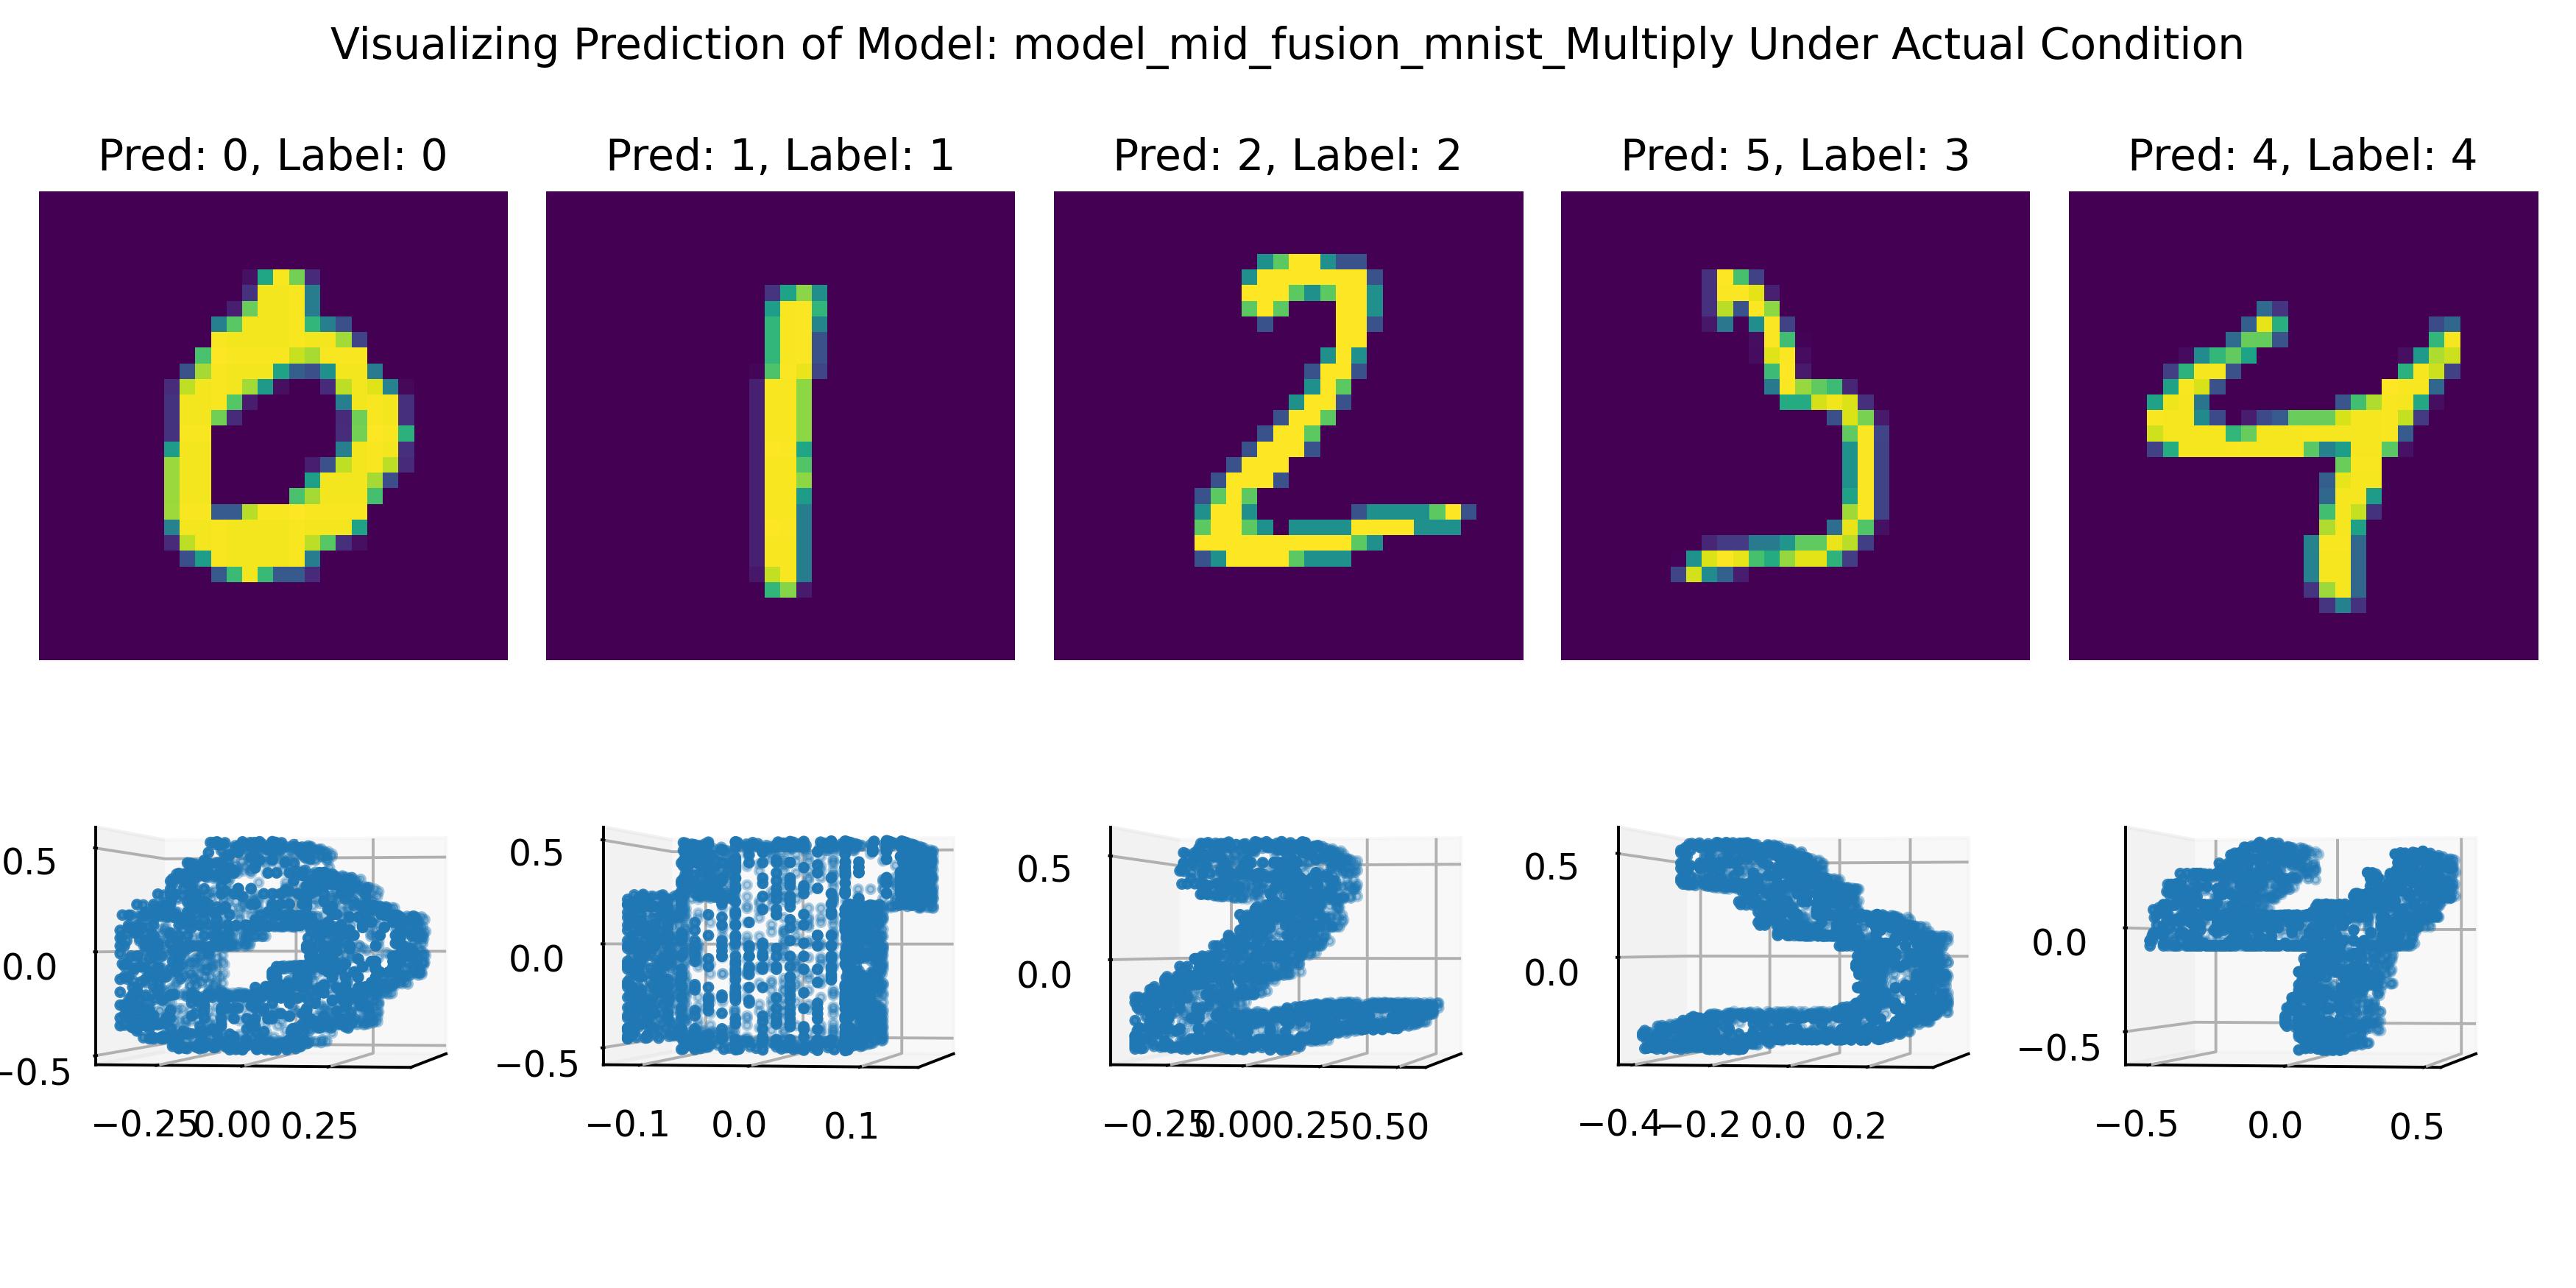 Visualizing Prediction of Model: model_mid_fusion_mnist_Multiply Under Actual Condition
Pred: 0, Label: 0
Pred: 1, Label: 1
Pred: 2, Label: 2
Pred: 5, Label: 3
Pred: 4, Label: 4
0.5
0.0
−0.5
−0.25 0.00 0.25
0.5
0.0
−0.5
−0.1 0.0 0.1
0.5
0.0
−0.25 0.00 0.25 0.50
0.5
0.0
−0.4 −0.2 0.0 0.2
0.0
−0.5
−0.5 0.0 0.5